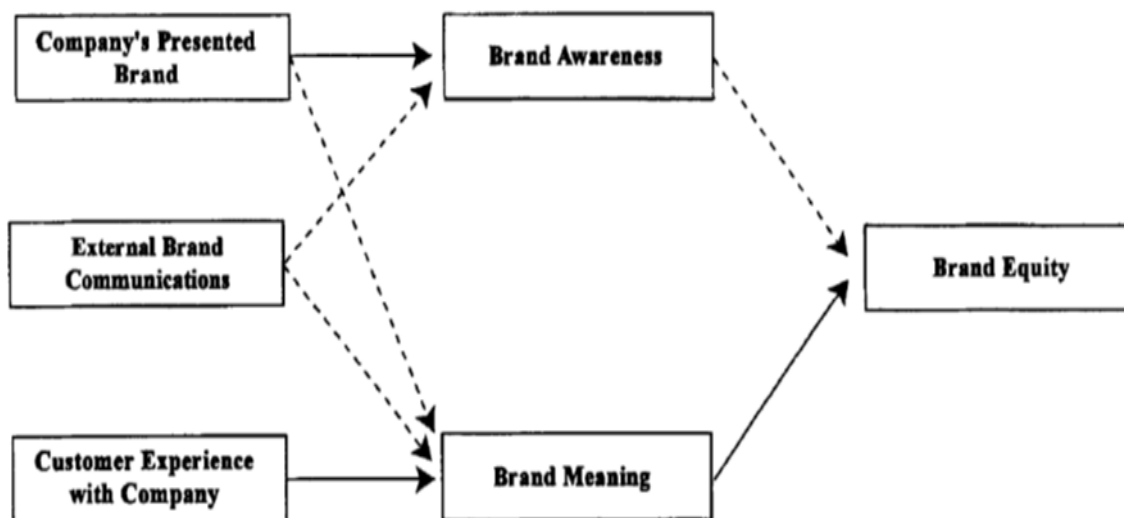 Company's Presented
Brand
Brand Awareness
External Brand
Communications
Brand Equity
Customer Experience
with Company
Brand Meaning